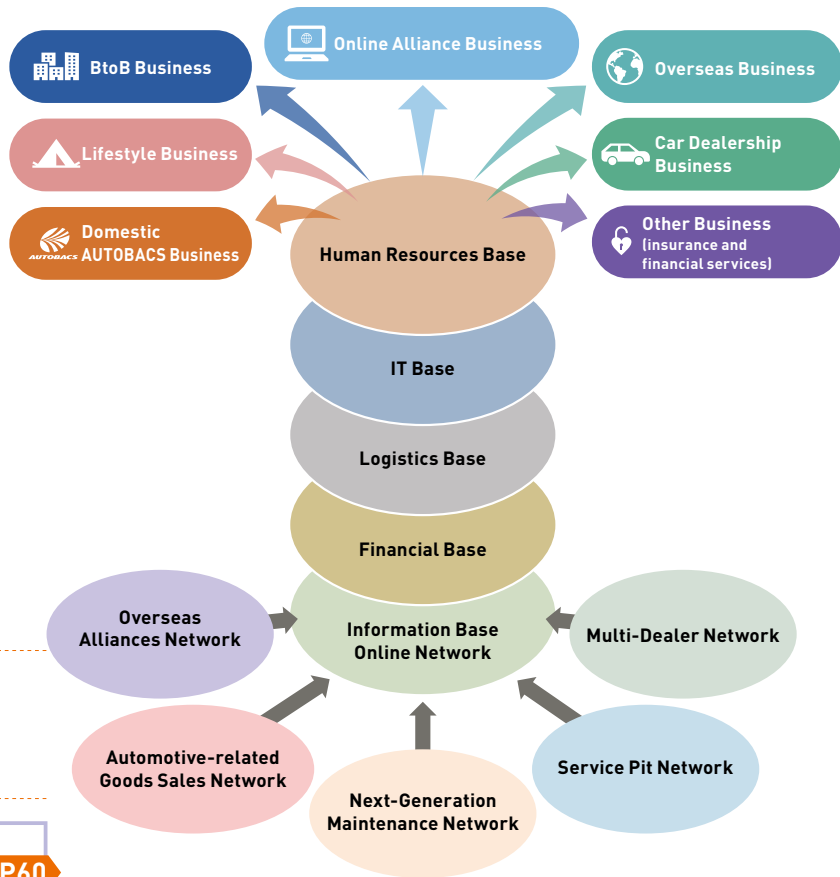 Online Alliance Business
BtoB Business
Overseas Business
Lifestyle Business
Car Dealership
Business
Domestic
AUTOBACS Business
AUTOBACS
Other Business
(insurance and
financial services)
Human Resources Base
IT Base
Logistics Base
Financial Base
Information Base
Online Network
Overseas
Alliances Network
Multi-Dealer Network
Automotive-related
Goods Sales Network
Service Pit Network
Next-Generation
Maintenance Network
P60